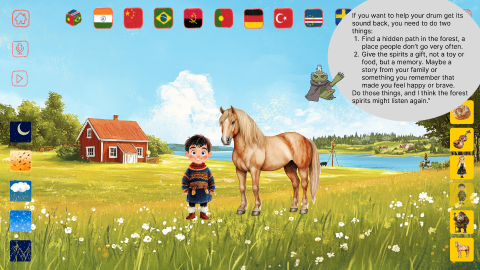 If you want to help your drum get its
sound back, you need to do two
things:
1. Find a hidden path in the forest, a
place people don't go very often.
2. Give the spirits a gift, not a toy or
food, but a memory. Maybe a
story from your family or
something you remember that
made you feel happy or brave.
Do those things, and I think the forest
spirits might listen again."